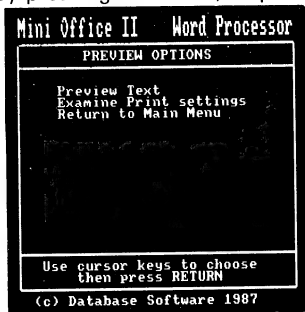 Mini Office II Word Processor
PREVIEW OPTIONS
Preview Text
Examine Print settings
Return to Main Menu
Use cursor keys to choose
then press RETURN
(c) Database Software 1987